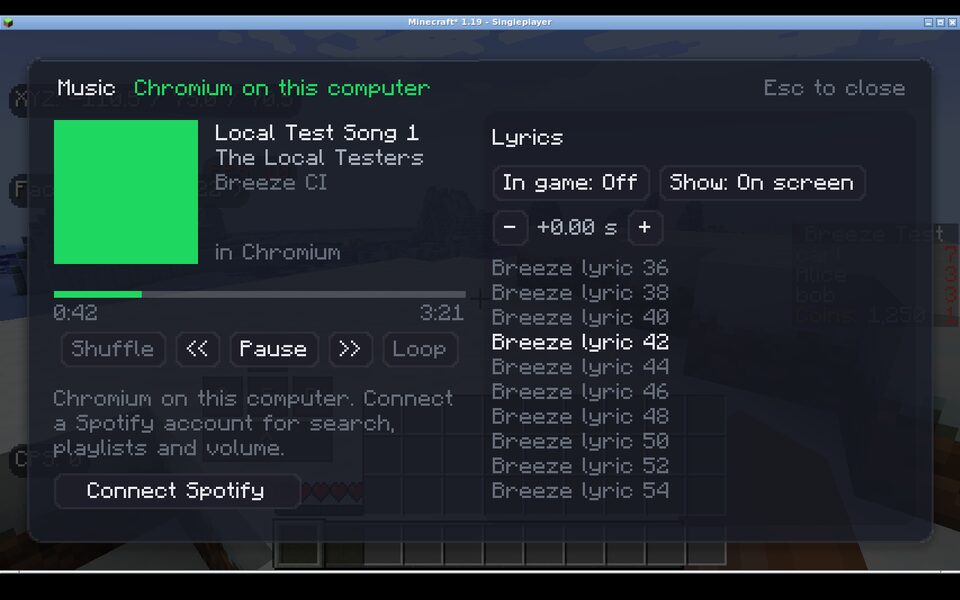 Minecraft* 1.19 - Singleplayer
Music Chromium on this computer
Esc to close
Local Test Song 1
The Local Testers
Breeze CI
in Chromium
0:42 3:21
Shuffle << Pause >> Loop
Chromium on this computer. Connect
a Spotify account for search,
playlists and volume.
Connect Spotify
Lyrics
In game: Off Show: On screen
- +0.00 s +
Breeze lyric 36
Breeze lyric 38
Breeze lyric 40
Breeze lyric 42
Breeze lyric 44
Breeze lyric 46
Breeze lyric 48
Breeze lyric 50
Breeze lyric 52
Breeze lyric 54
Breeze Test
Alice
bob
Coins: 1,250